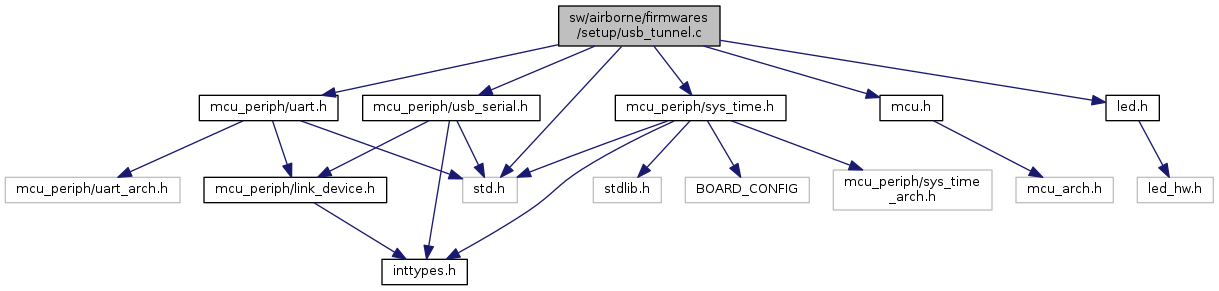 sw/airborne/firmwares
/setup/usb_tunnel.c
mcu_periph/uart.h
mcu_periph/usb_serial.h
mcu_periph/sys_time.h
mcu.h
led.h
mcu_periph/uart_arch.h
mcu_periph/link_device.h
std.h
stdlib.h
BOARD_CONFIG
mcu_periph/sys_time
_arch.h
mcu_arch.h
led_hw.h
inttypes.h